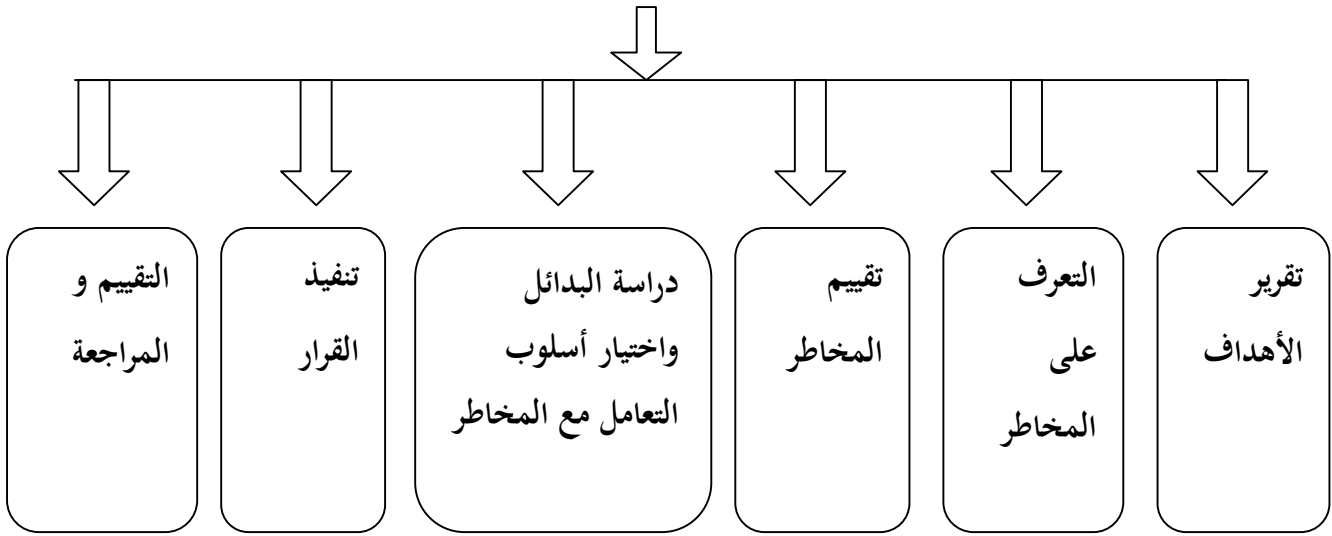 تقرير
الأهداف
التعرف
على
المخاطر
تقييم
المخاطر
دراسة البدائل
واختيار أسلوب
التعامل مع المخاطر
تنفيذ
القرار
التقييم و
المراجعة